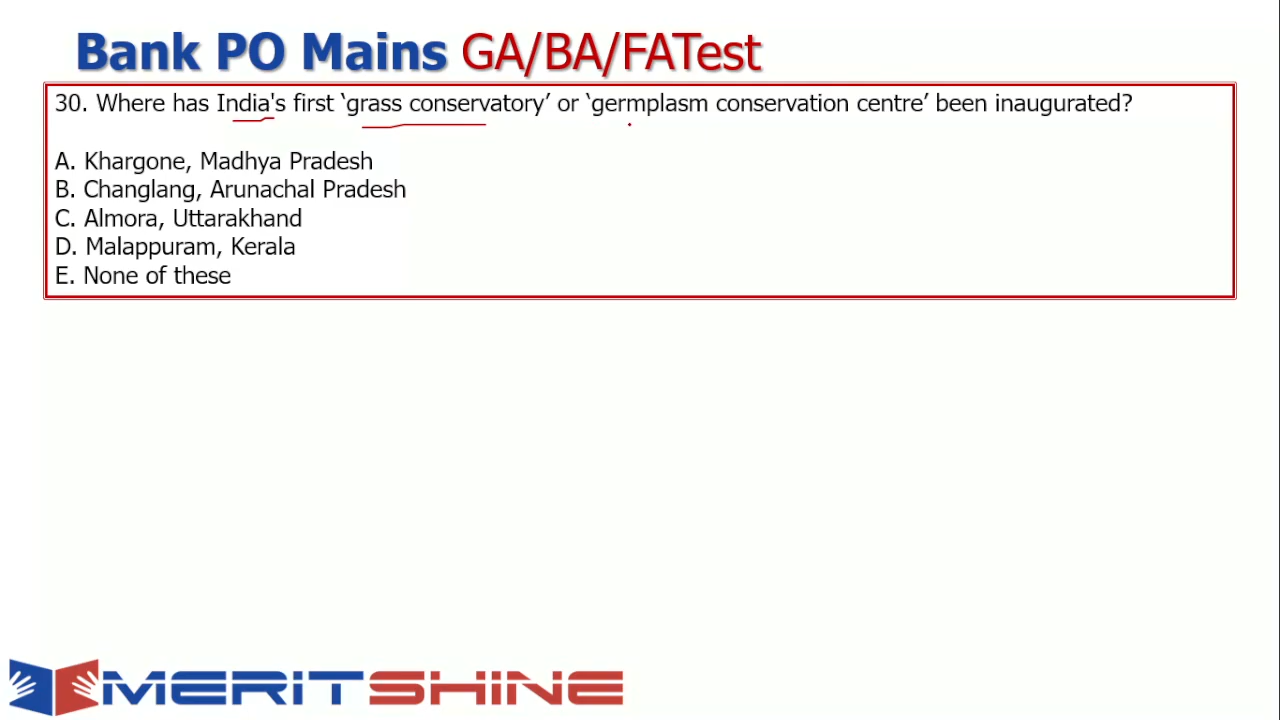 Bank PO Mains GA/BA/FATest
30. Where has India's first ‘grass conservatory’ or ‘germplasm conservation centre’ been inaugurated?
A. Khargone, Madhya Pradesh
B. Changlang, Arunachal Pradesh
C. Almora, Uttarakhand
D. Malappuram, Kerala
E. None of these
MERITSHINE